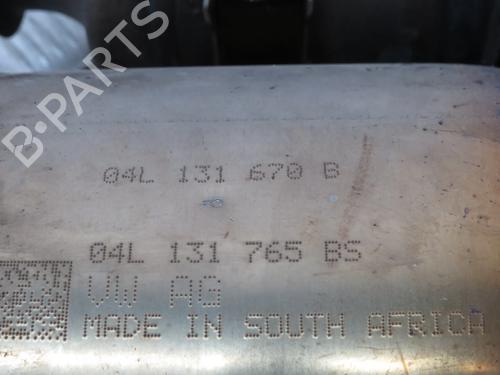 B-PARTS
04L 131 670 B
04L 131 765 BS
VW AG
MADE IN SOUTH AFRICA